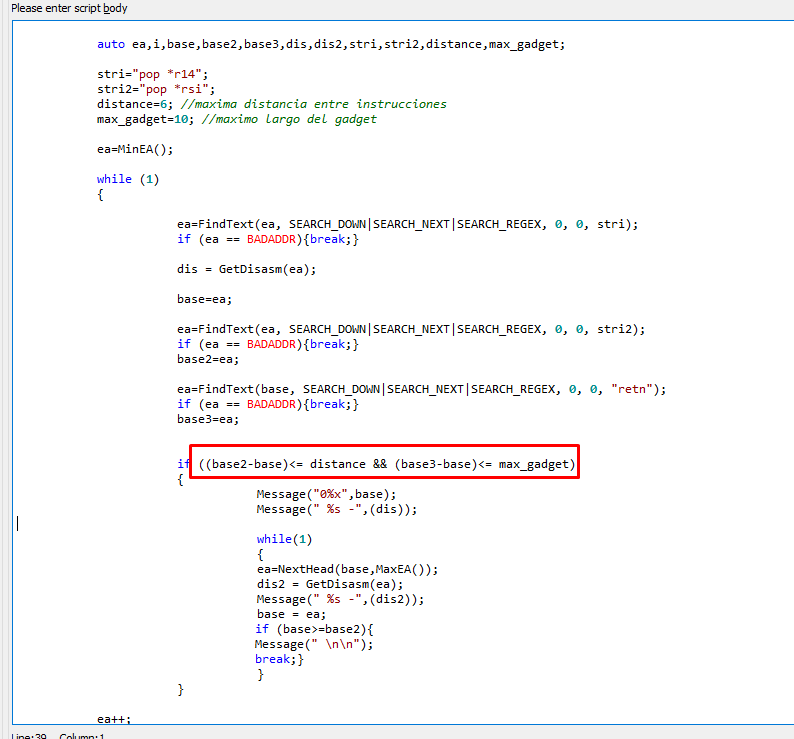 Please enter script body
auto ea,i,base,base2,base3,dis,dis2,stri,stri2,distance,max_gadget;
stri="pop *r14";
stri2="pop *rsi";
distance=6; //maxima distancia entre instrucciones
max_gadget=10; //maximo largo del gadget
ea=MinEA();
while (1)
{
ea=FindText(ea, SEARCH_DOWN|SEARCH_NEXT|SEARCH_REGEX, 0, 0, stri);
if (ea == BADADDR){break;}
dis = GetDisasm(ea);
base=ea;
ea=FindText(ea, SEARCH_DOWN|SEARCH_NEXT|SEARCH_REGEX, 0, 0, stri2);
if (ea == BADADDR){break;}
base2=ea;
ea=FindText(base, SEARCH_DOWN|SEARCH_NEXT|SEARCH_REGEX, 0, 0, "retn");
if (ea == BADADDR){break;}
base3=ea;
if ((base2-base)<= distance && (base3-base)<= max_gadget)
{
Message("0%x",base);
Message(" %s -",(dis));
while(1)
{
ea=NextHead(base,MaxEA());
dis2 = GetDisasm(ea);
Message(" %s -",(dis2));
base = ea;
if (base>=base2){
Message(" \n\n");
break;}
}
}
ea++;
Line:39 Column:1